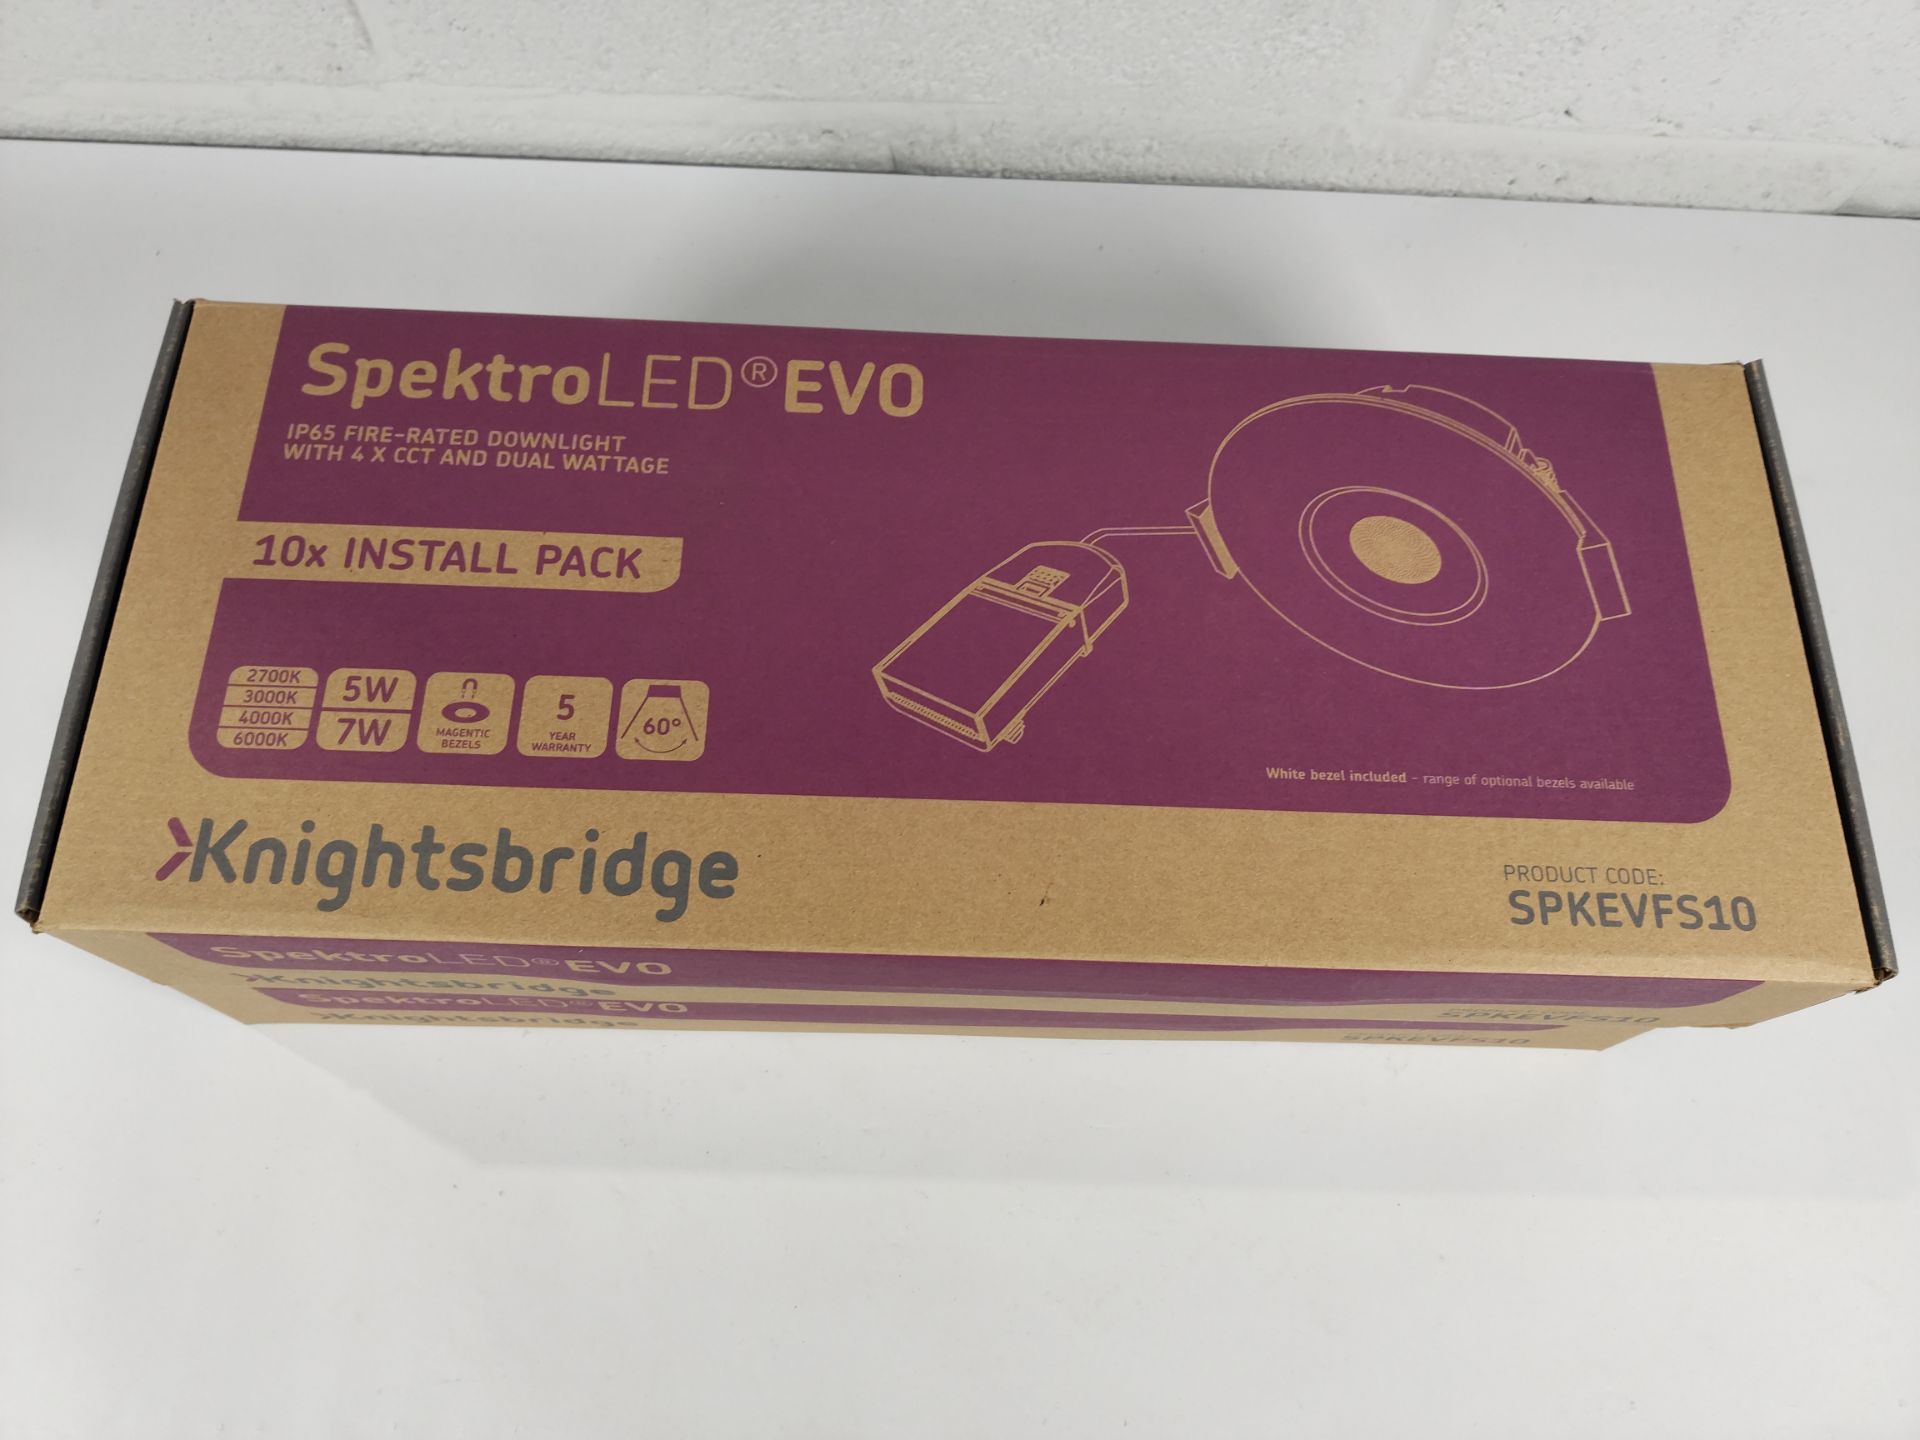 SpektroLED® EVO
IP65 FIRE-RATED DOWNLIGHT
WITH 4 X CCT AND DUAL WATTAGE
10x INSTALL PACK
2700K
3000K
4000K
6000K
5W
7W
MAGENTIC
BEZELS
5
YEAR
WARRANTY
60°
White bezel included - range of optional bezels available
Knightsbridge
PRODUCT CODE:
SPKEVFS10
SpektroLED® EVO
Knightsbridge
SPKEVFS10
SpektroLED® EVO
Knightsbridge
SPKEVFS10